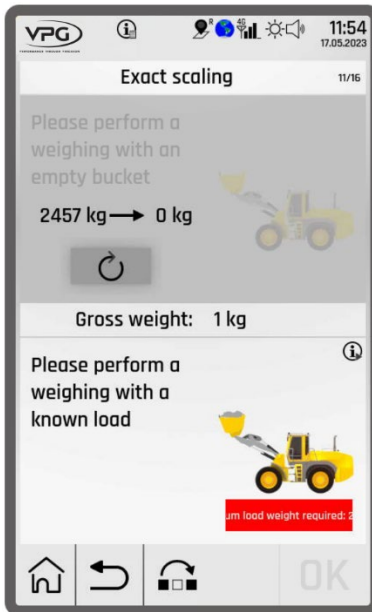 VPG
4G
R
11:54
17.05.2023
Exact scaling
11/16
Please perform a
weighing with an
empty bucket
2457 kg → 0 kg
Gross weight: 1 kg
Please perform a
weighing with a
known load
um load weight required: 2
OK